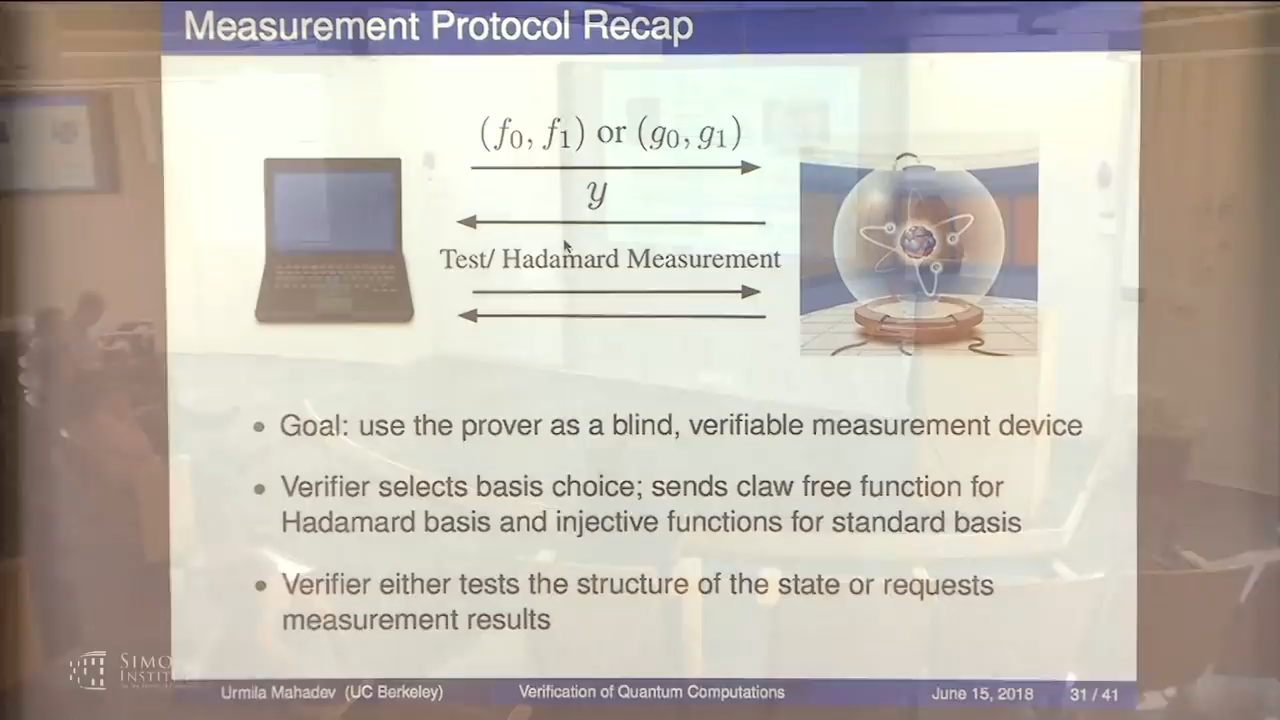 Measurement Protocol Recap
(f₀, f₁) or (g₀, g₁)
y
Test/ Hadamard Measurement
• Goal: use the prover as a blind, verifiable measurement device
• Verifier selects basis choice; sends claw free function for
Hadamard basis and injective functions for standard basis
• Verifier either tests the structure of the state or requests
measurement results
SIMO
INSTIT
Urmila Mahadev (UC Berkeley) Verification of Quantum Computations June 15, 2018 31 / 41